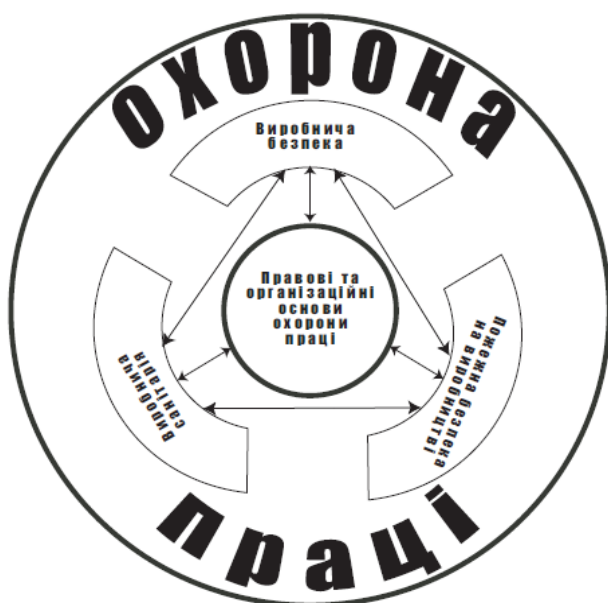 ОХОРОНА
Виробнича
безпека
Правові та
організаційні
основи
охорони
праці
Виробнича
санітарія
Пожежна безпека
на виробництві
праці